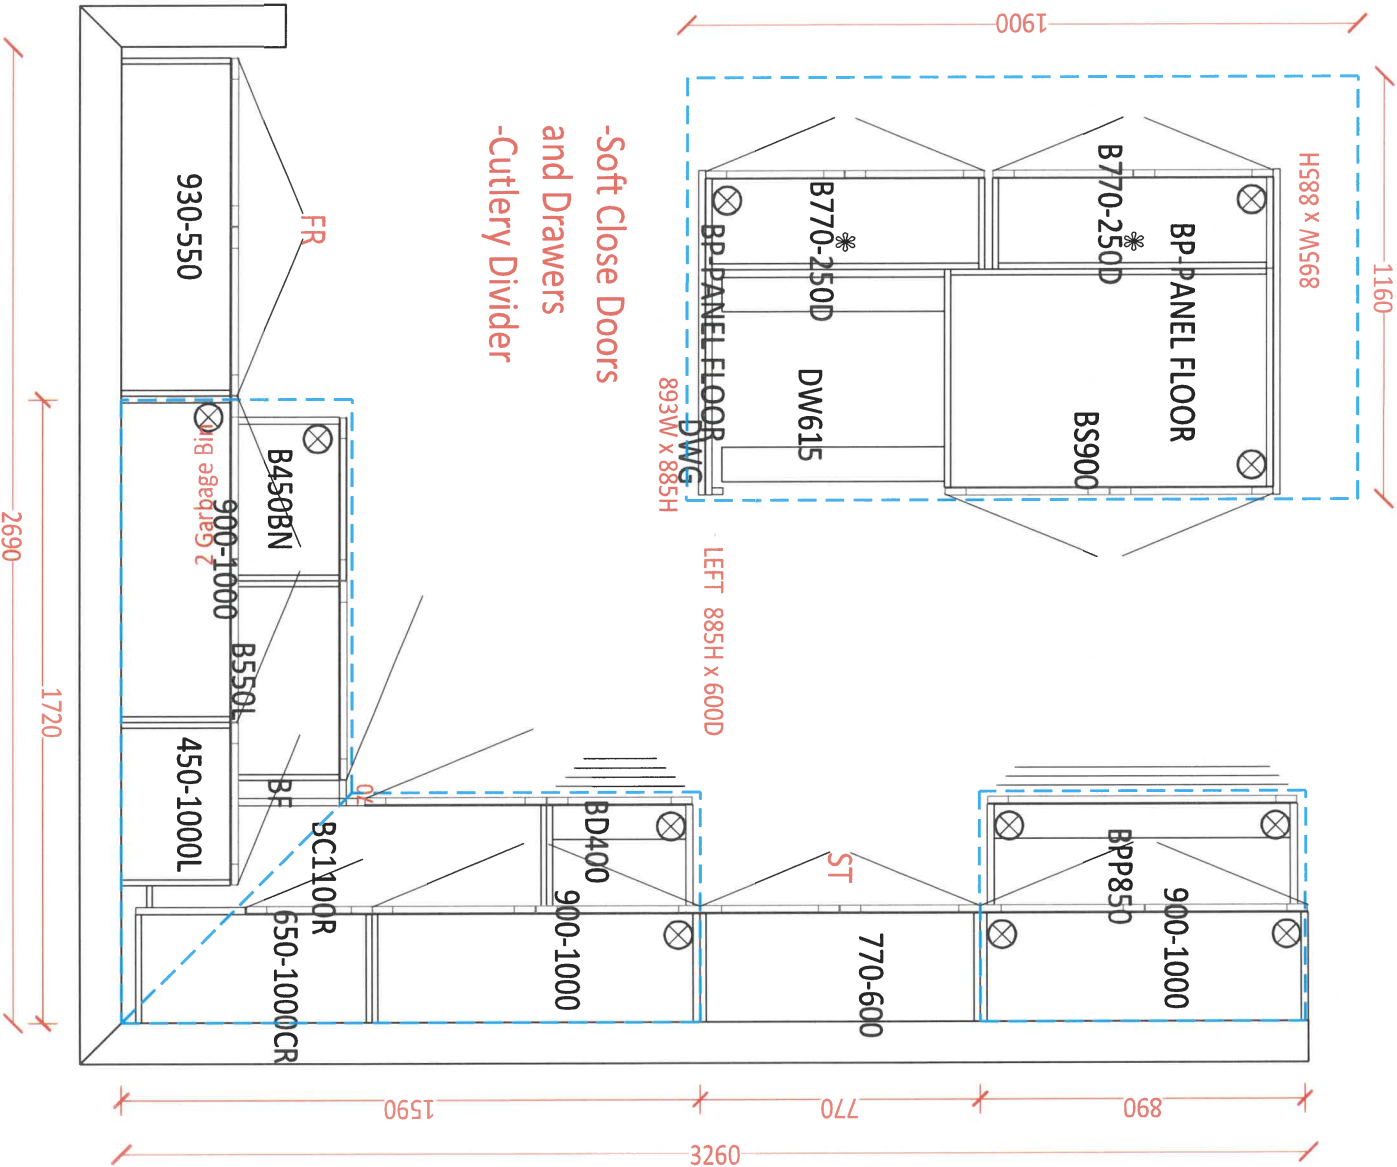 1900
1160
895W x 885H
-Soft Close Doors
and Drawers
-Cutlery Divider
B770-250D
B770-250D
BP-PANEL FLOOR
BP-PANEL FLOOR
DW615
BS900
DWG
893W x 885H
LEFT 885H x 600D
930-550
FR
2 Garbage Bin
B450BN
900-1000
B550L
450-1000L
BF
BC1100R
650-1000CR
BD400
900-1000
ST
770-600
BPP850
900-1000
2690
1720
1590
770
890
3260